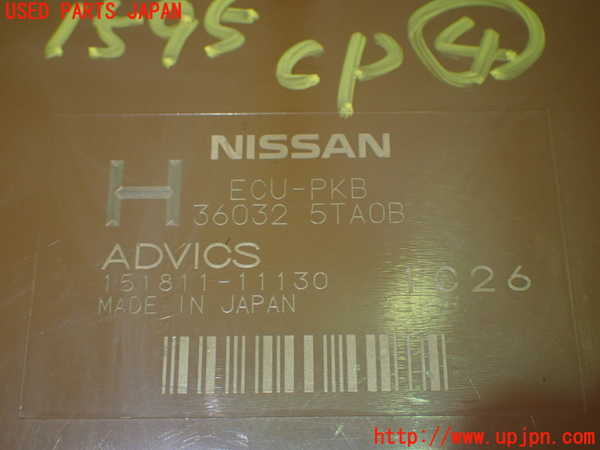 USED PARTS JAPAN
1595 cp 4
NISSAN
H
ECU-PKB
36032 5TA0B
ADVICS
151811-11130 1C26
MADE IN JAPAN
http://www.upjpn.com